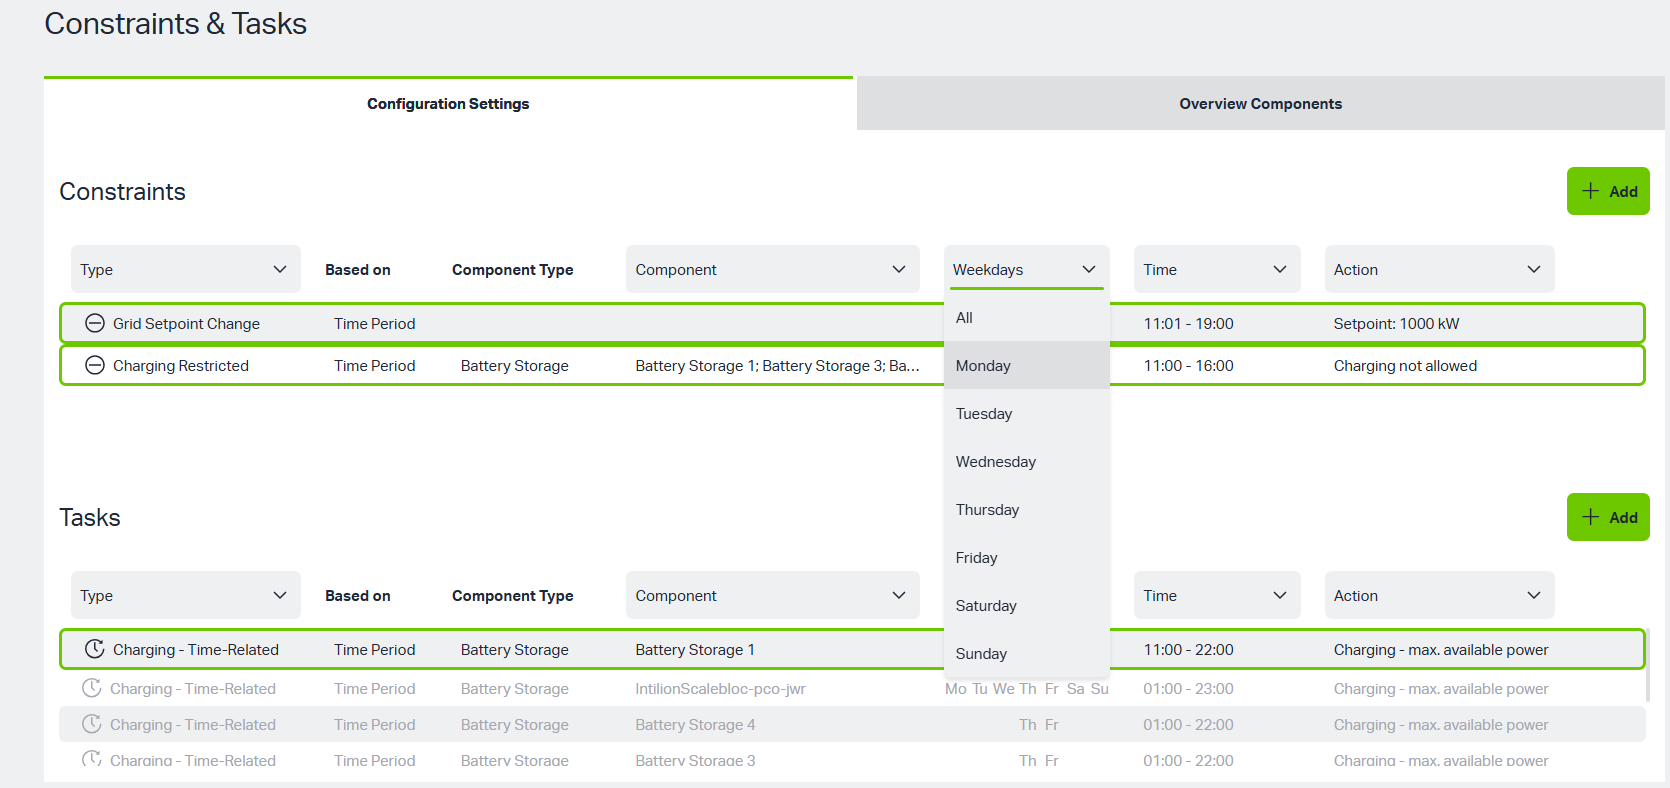 Constraints & Tasks
Configuration Settings
Overview Components
Constraints
Add
Type
Based on
Component Type
Component
Weekdays
Time
Action
All
Grid Setpoint Change
Time Period
11:01 - 19:00
Setpoint: 1000 kW
Charging Restricted
Time Period
Battery Storage
Battery Storage 1; Battery Storage 3; Ba...
Monday
11:00 - 16:00
Charging not allowed
Tuesday
Wednesday
Thursday
Friday
Saturday
Sunday
Tasks
Add
Type
Based on
Component Type
Component
Time
Action
Charging - Time-Related
Time Period
Battery Storage
Battery Storage 1
11:00 - 22:00
Charging - max. available power
Charging - Time-Related
Time Period
Battery Storage
IntilionScalebloc-pco-jwr
Mo Tu We Th Fr Sa Su
01:00 - 23:00
Charging - max. available power
Charging - Time-Related
Time Period
Battery Storage
Battery Storage 4
Th Fr
01:00 - 22:00
Charging - max. available power
Charging - Time-Related
Time Period
Battery Storage
Battery Storage 3
Th Fr
01:00 - 22:00
Charging - max. available power